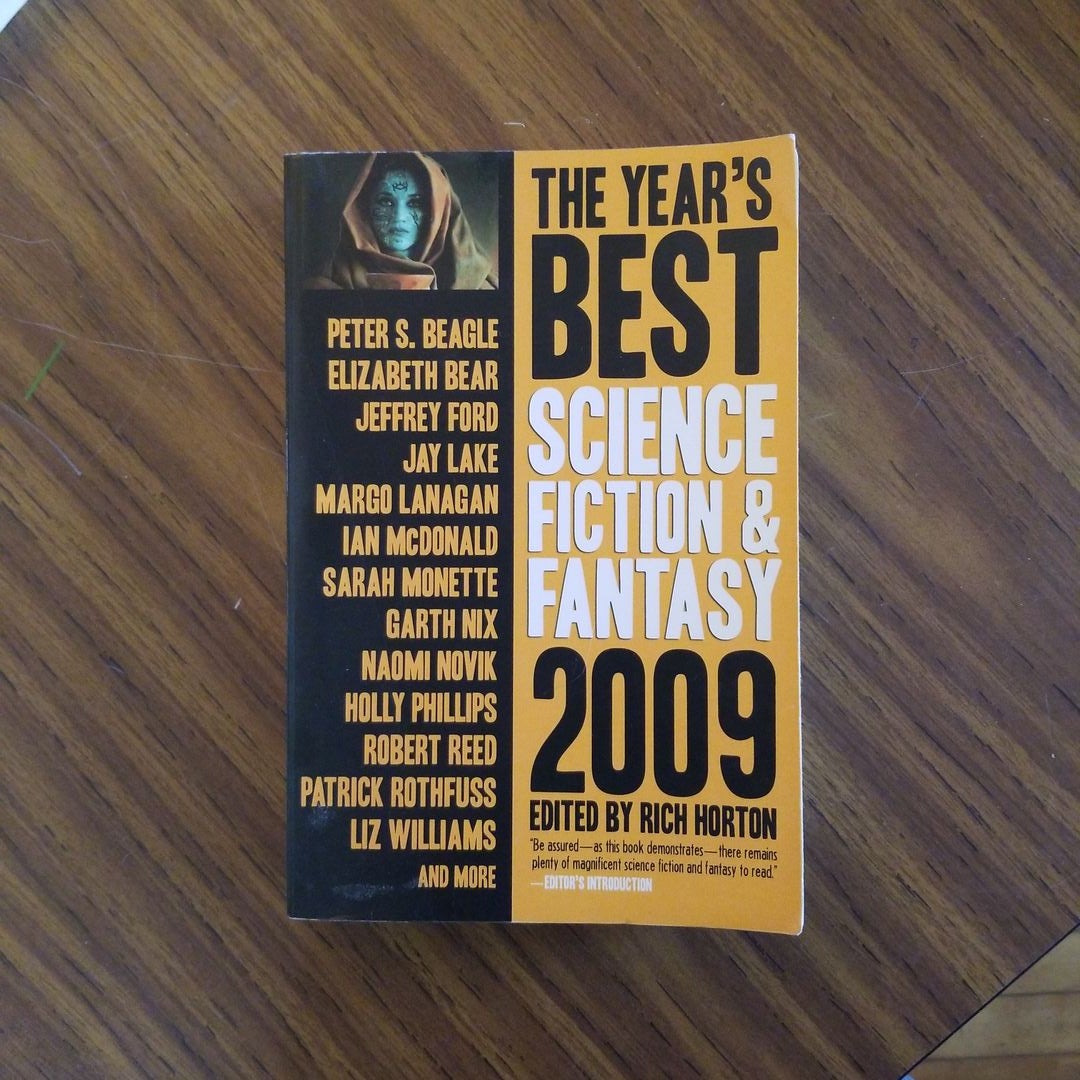 PETER S. BEAGLE
ELIZABETH BEAR
JEFFREY FORD
JAY LAKE
MARGO LANAGAN
IAN McDONALD
SARAH MONETTE
GARTH NIX
NAOMI NOVIK
HOLLY PHILLIPS
ROBERT REED
PATRICK ROTHFUSS
LIZ WILLIAMS
AND MORE
THE YEAR'S
BEST
SCIENCE
FICTION &
FANTASY
2009
EDITED BY RICH HORTON
"Be assured—as this book demonstrates—there remains
plenty of magnificent science fiction and fantasy to read."
—EDITOR'S INTRODUCTION